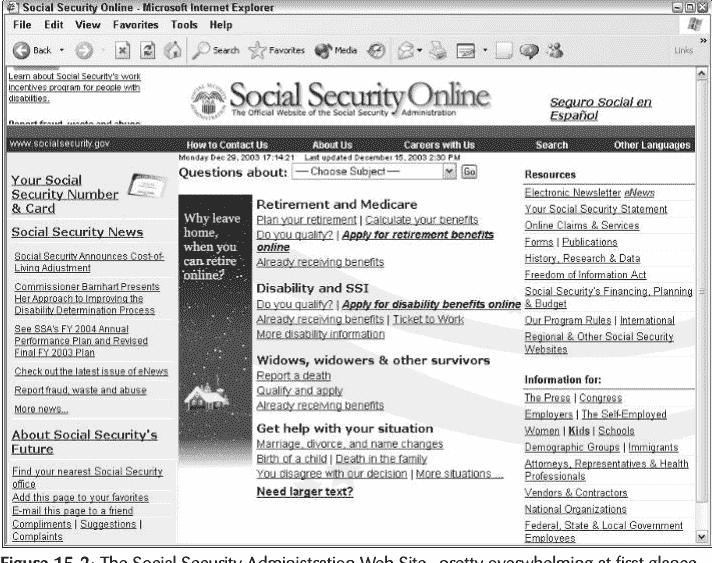 Social Security Online - Microsoft Internet Explorer
File Edit View Favorites Tools Help
Back Search Favorites Media Links
Learn about Social Security's work
incentives program for people with
disabilities.
Report fraud, waste and abuse
Social Security Online
The Official Website of the Social Security Administration
Seguro Social en
Español
www.socialsecurity.gov How to Contact Us About Us Careers with Us Search Other Languages
Monday Dec 29, 2003 17:14:21 Last updated December 15, 2003 2:30 PM
Questions about: --- Choose Subject--- Go
Your Social
Security Number
& Card
Social Security News
Social Security Announces Cost-of-
Living Adjustment
Commissioner Barnhart Presents
Her Approach to Improving the
Disability Determination Process
See SSA's FY 2004 Annual
Performance Plan and Revised
Final FY 2003 Plan
Check out the latest issue of eNews
Report fraud, waste and abuse
More news...
About Social Security's
Future
Find your nearest Social Security
office
Add this page to your favorites
E-mail this page to a friend
Compliments | Suggestions |
Complaints
Why leave
home,
when you
can retire
online?
Retirement and Medicare
Plan your retirement | Calculate your benefits
Do you qualify? | Apply for retirement benefits
online
Already receiving benefits
Disability and SSI
Do you qualify? | Apply for disability benefits online
Already receiving benefits | Ticket to Work
More disability information
Widows, widowers & other survivors
Report a death
Qualify and apply
Already receiving benefits
Get help with your situation
Marriage, divorce, and name changes
Birth of a child | Death in the family
You disagree with our decision | More situations ...
Need larger text?
Resources
Electronic Newsletter eNews
Your Social Security Statement
Online Claims & Services
Forms | Publications
History, Research & Data
Freedom of Information Act
Social Security's Financing, Planning
& Budget
Our Program Rules | International
Regional & Other Social Security
Websites
Information for:
The Press | Congress
Employers | The Self-Employed
Women | Kids | Schools
Demographic Groups | Immigrants
Attorneys, Representatives & Health
Professionals
Vendors & Contractors
National Organizations
Federal, State & Local Government
Employees
Figure 15-2: The Social Security Administration Web Site—pretty overwhelming at first glance